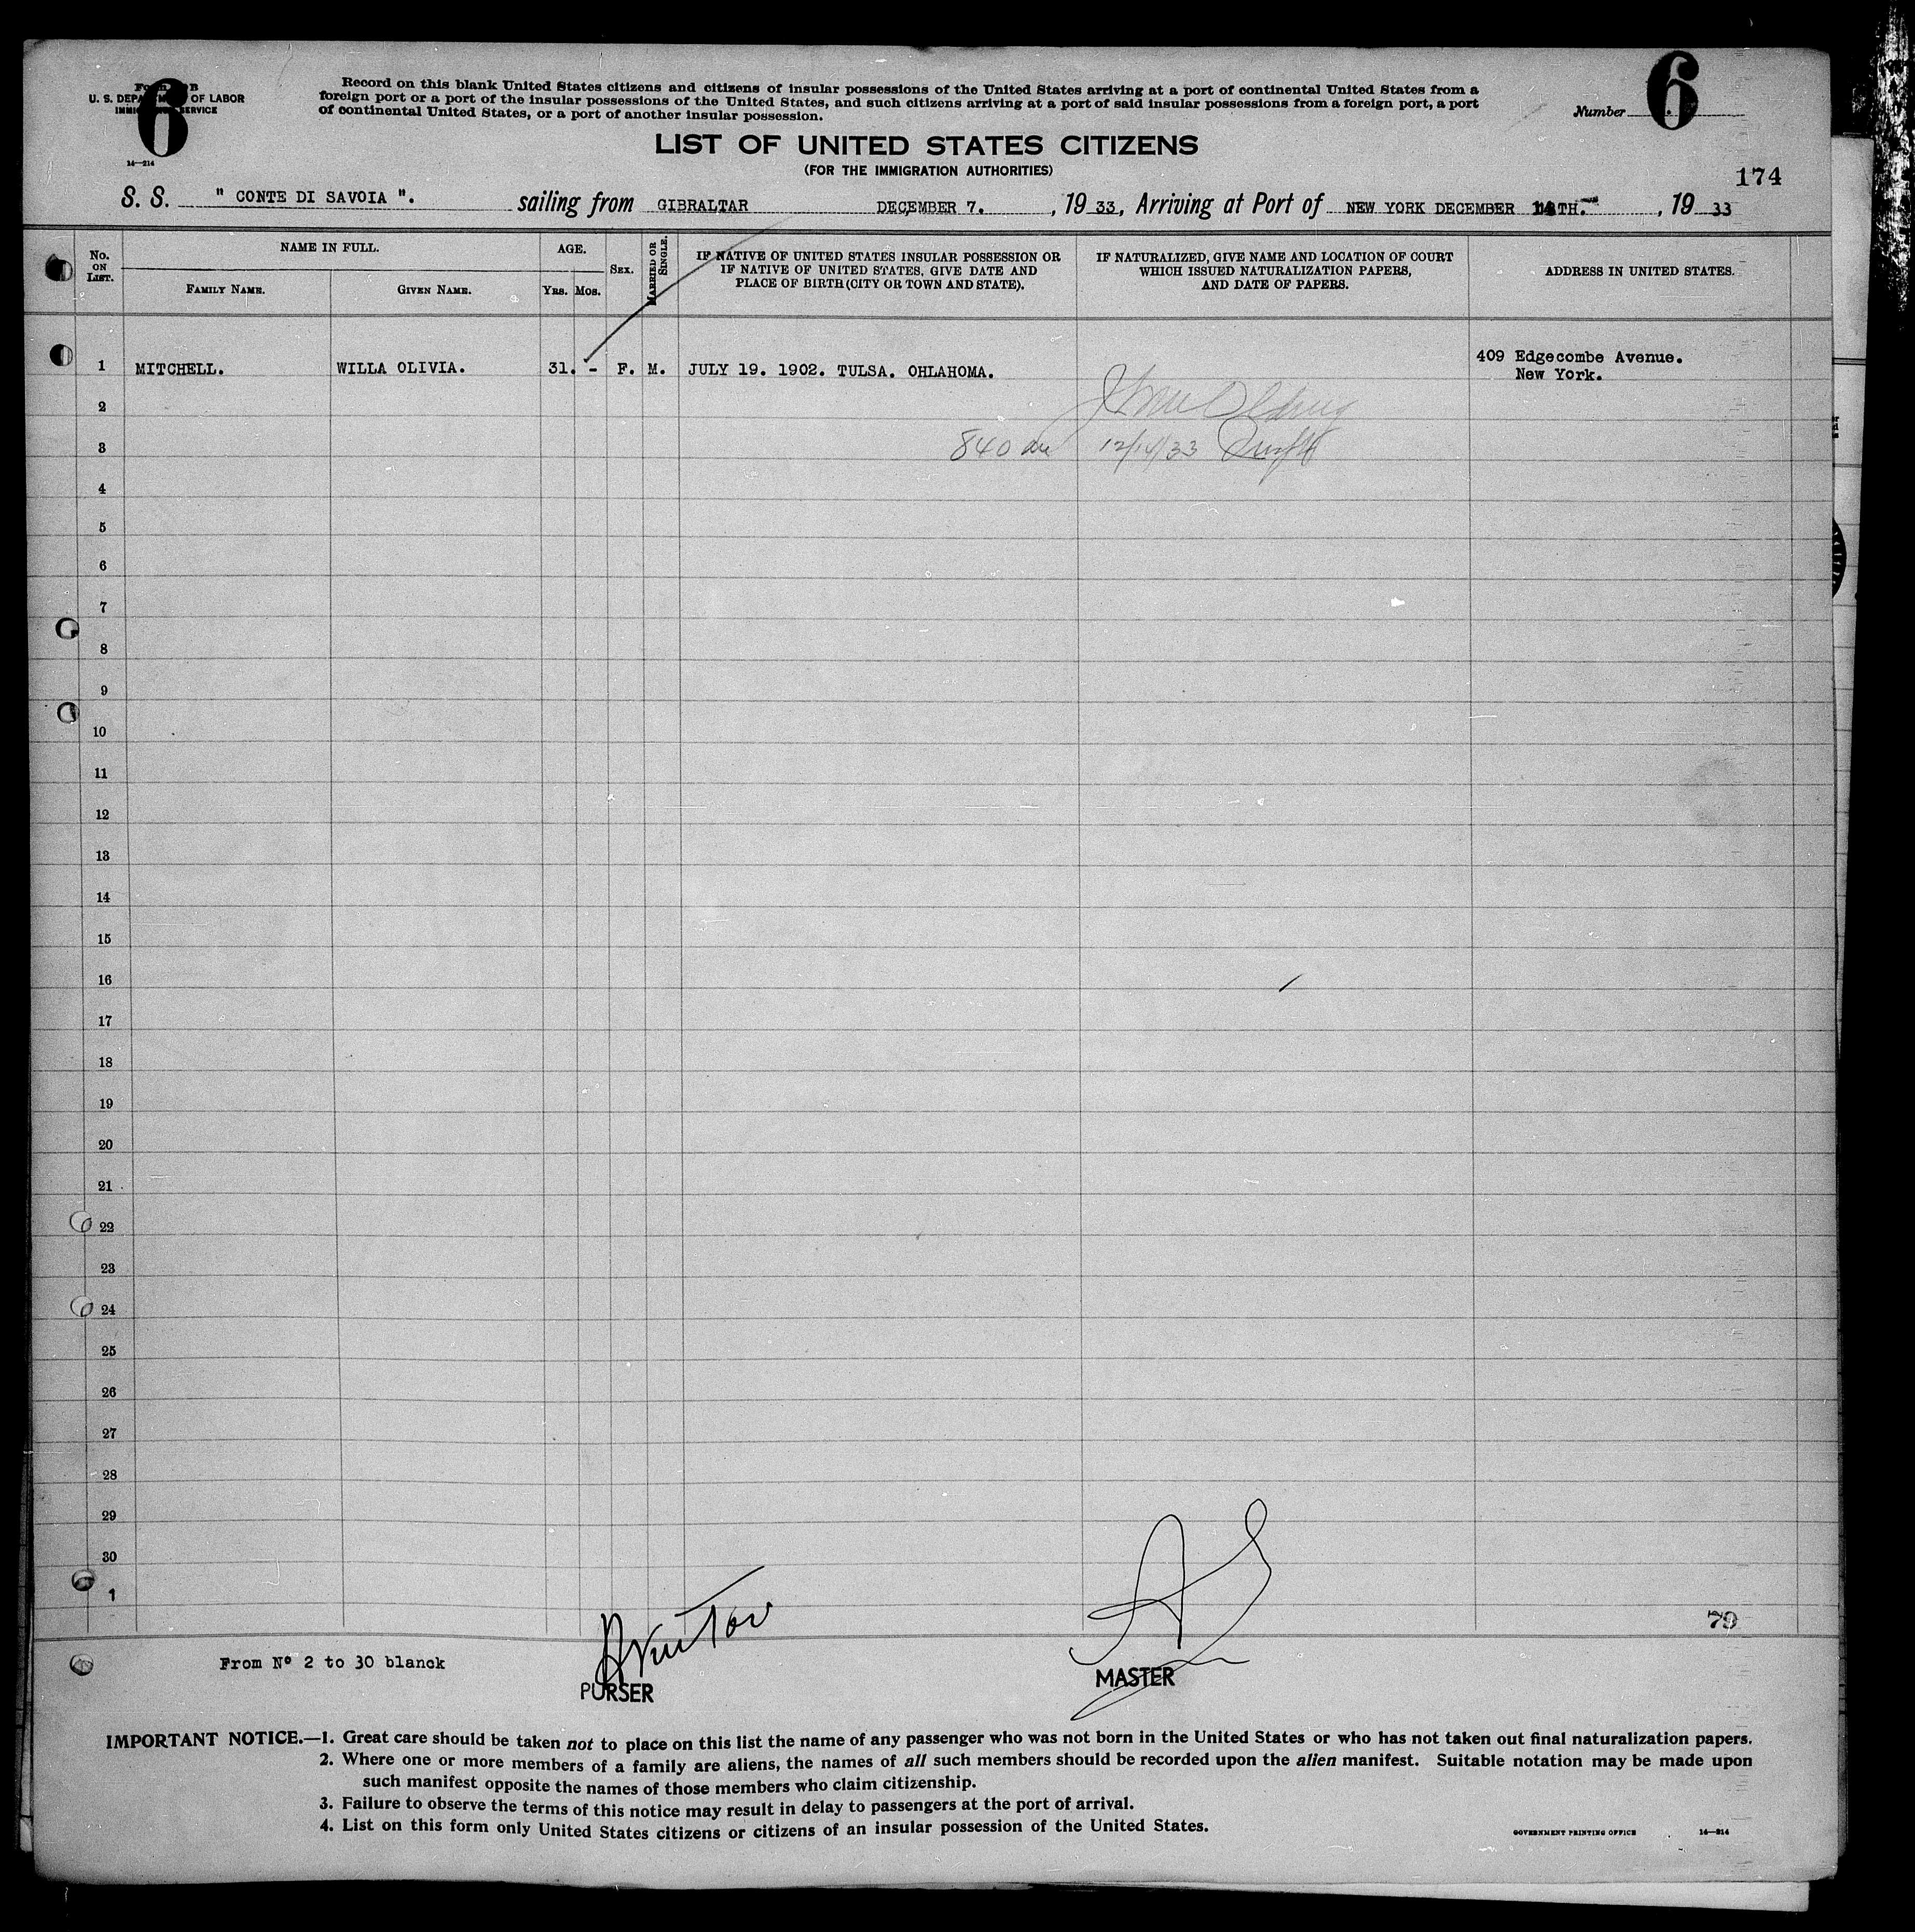 6
6
U. S. DEPARTMENT OF LABOR
IMMIGRATION SERVICE
14—214
Record on this blank United States citizens and citizens of insular possessions of the United States arriving at a port of continental United States from a
foreign port or a port of the insular possessions of the United States, and such citizens arriving at a port of said insular possessions from a foreign port, a port
of continental United States, or a port of another insular possession.
Number
LIST OF UNITED STATES CITIZENS
(FOR THE IMMIGRATION AUTHORITIES)
174
S. S. " CONTE DI SAVOIA ". sailing from GIBRALTAR DECEMBER 7. , 19 33, Arriving at Port of NEW YORK DECEMBER 14TH. , 19 33
No. ON LIST.
NAME IN FULL.
FAMILY NAME.
GIVEN NAME.
AGE.
YRS. MOS.
SEX.
MARRIED OR SINGLE.
IF NATIVE OF UNITED STATES INSULAR POSSESSION OR
IF NATIVE OF UNITED STATES, GIVE DATE AND
PLACE OF BIRTH (CITY OR TOWN AND STATE).
IF NATURALIZED, GIVE NAME AND LOCATION OF COURT
WHICH ISSUED NATURALIZATION PAPERS,
AND DATE OF PAPERS.
ADDRESS IN UNITED STATES.
1 MITCHELL. WILLA OLIVIA. 31. - F. M. JULY 19. 1902. TULSA. OHLAHOMA. 409 Edgecombe Avenue.
New York.
2
3 840 am 12/14/33
4
5
6
7
8
9
10
11
12
13
14
15
16
17
18
19
20
21
22
23
24
25
26
27
28
29
30
1
79
From Nº 2 to 30 blanck
PURSER
MASTER
IMPORTANT NOTICE.—1. Great care should be taken not to place on this list the name of any passenger who was not born in the United States or who has not taken out final naturalization papers.
2. Where one or more members of a family are aliens, the names of all such members should be recorded upon the alien manifest. Suitable notation may be made upon
such manifest opposite the names of those members who claim citizenship.
3. Failure to observe the terms of this notice may result in delay to passengers at the port of arrival.
4. List on this form only United States citizens or citizens of an insular possession of the United States.
GOVERNMENT PRINTING OFFICE 14—214